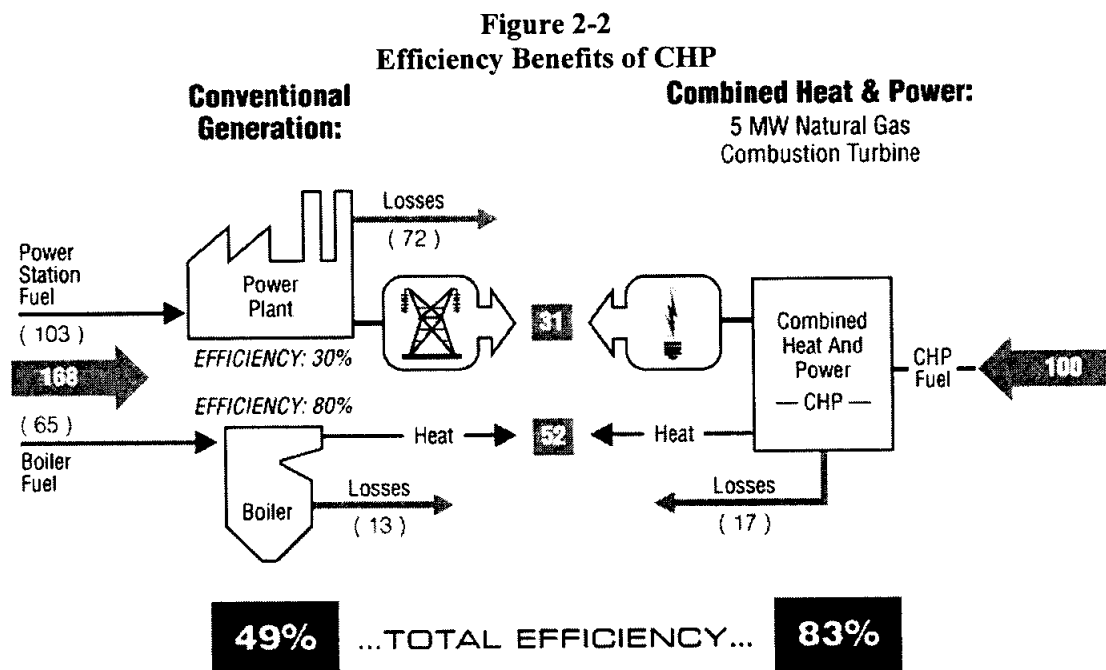 Figure 2-2
Efficiency Benefits of CHP
Conventional
Generation:
Combined Heat & Power:
5 MW Natural Gas
Combustion Turbine
Losses
( 72 )
Power
Station
Fuel
( 103 )
Power
Plant
31
Combined
Heat And
Power
— CHP —
CHP
Fuel
100
168
EFFICIENCY: 30%
EFFICIENCY: 80%
( 65 )
Boiler
Fuel
Heat
52
Heat
Boiler
Losses
( 13 )
Losses
( 17 )
49% ...TOTAL EFFICIENCY... 83%